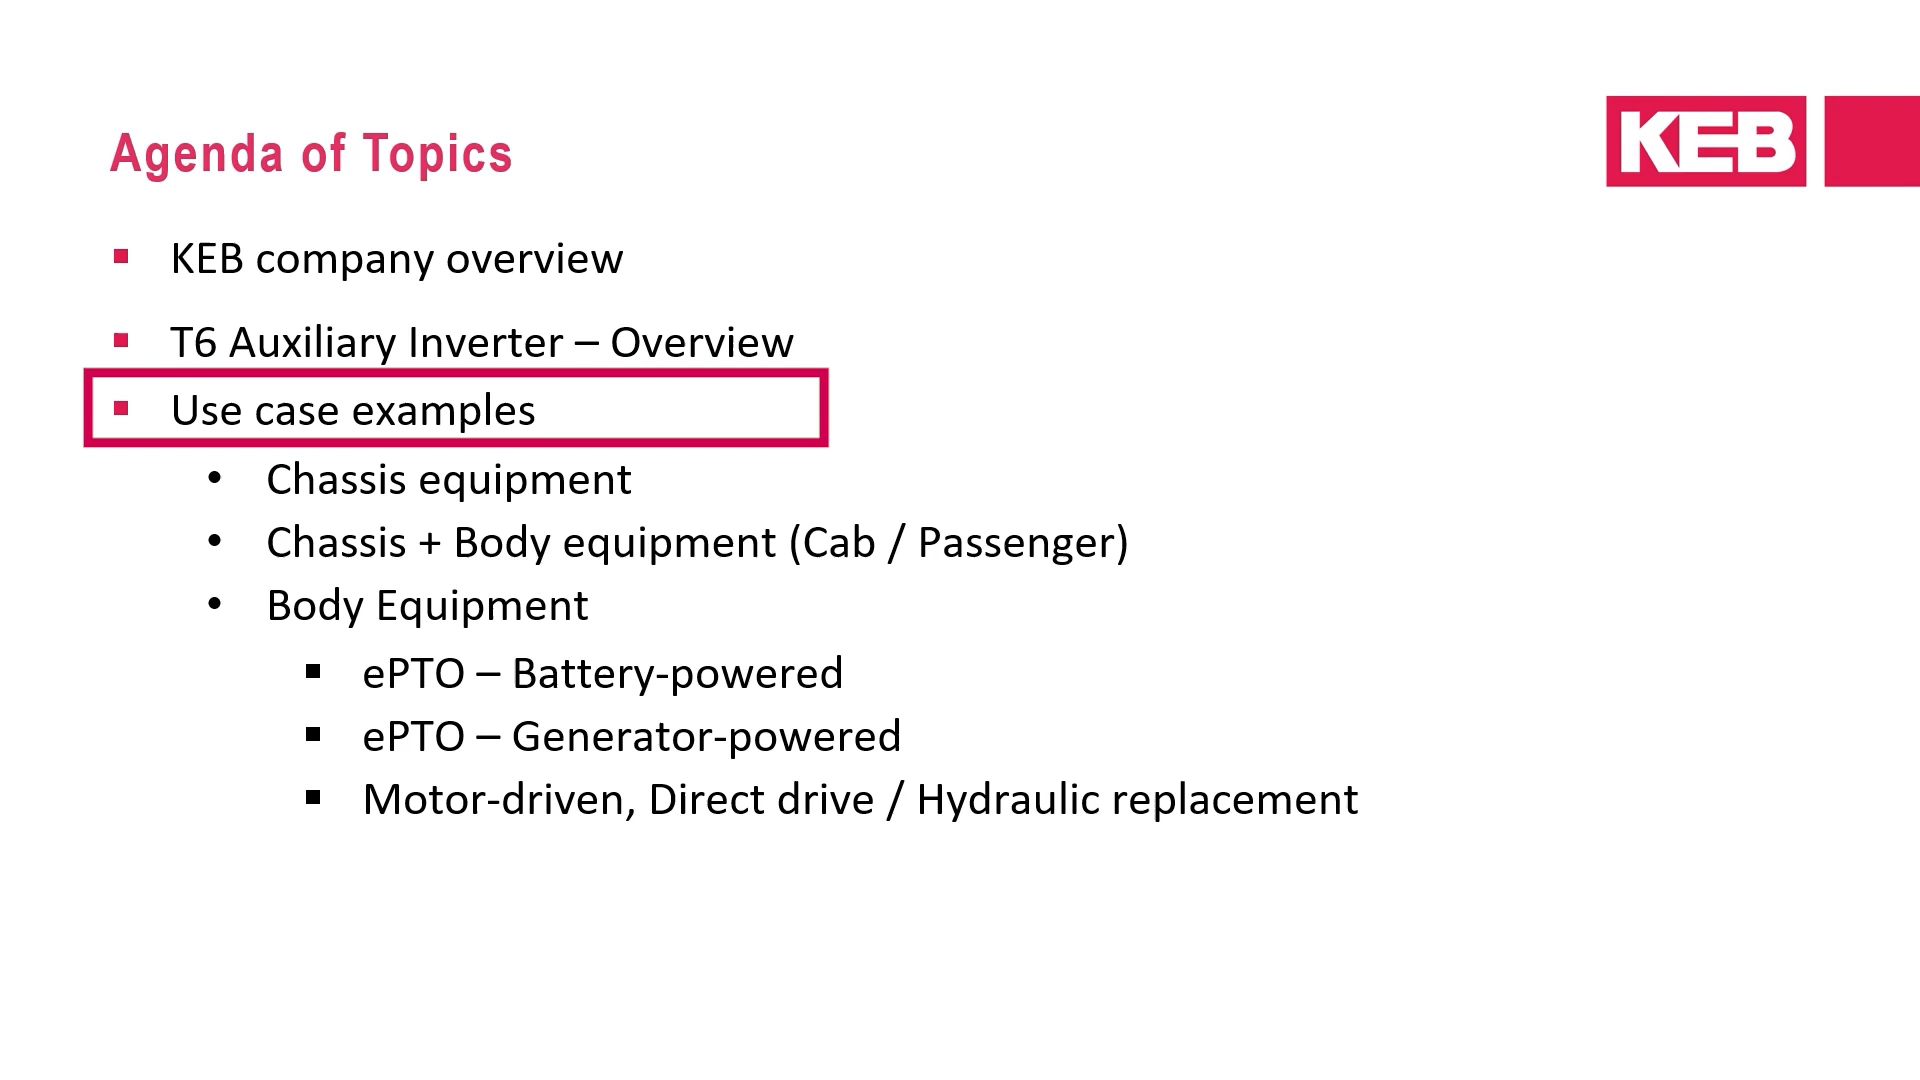 Agenda of Topics
KEB
KEB company overview
T6 Auxiliary Inverter – Overview
Use case examples
Chassis equipment
Chassis + Body equipment (Cab / Passenger)
Body Equipment
ePTO – Battery-powered
ePTO – Generator-powered
Motor-driven, Direct drive / Hydraulic replacement